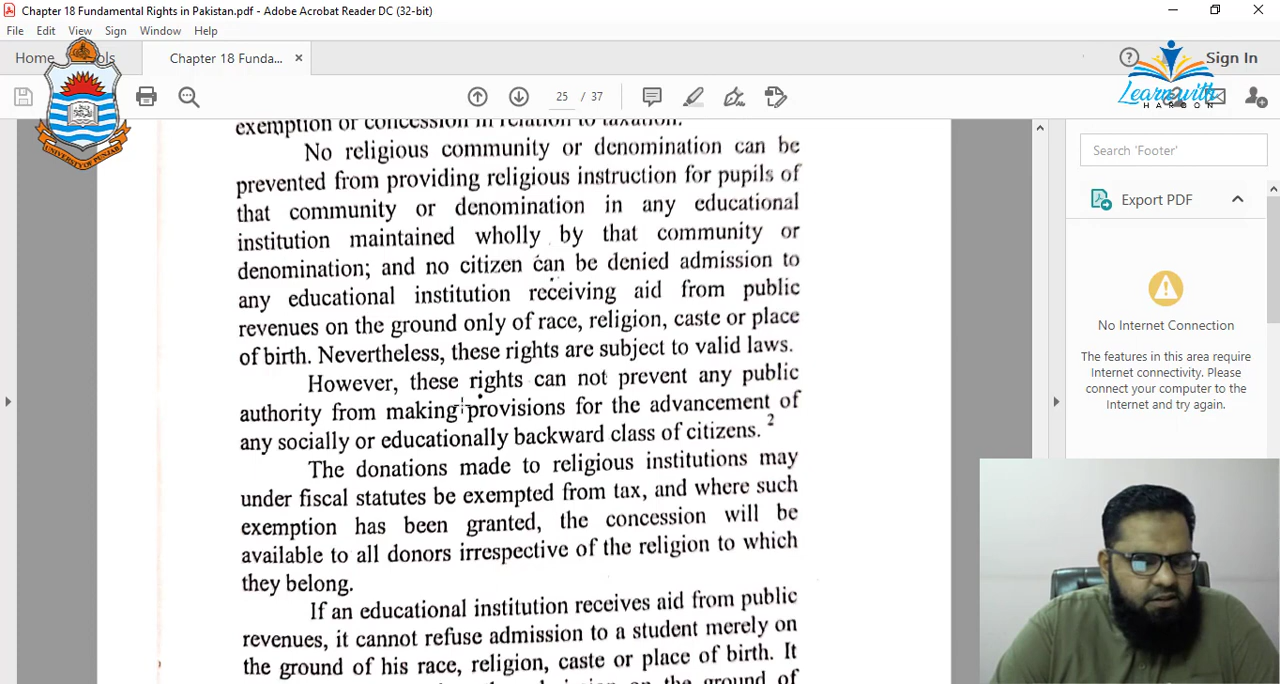 Chapter 18 Fundamental Rights in Pakistan.pdf - Adobe Acrobat Reader DC (32-bit)
File Edit View Sign Window Help
Home Chapter 18 Funda... × Sign In
25 / 37
Learn with
HAROON
UNIVERSITY OF PUNJAB
exemption or concession in relation to taxation.
No religious community or denomination can be
prevented from providing religious instruction for pupils of
that community or denomination in any educational
institution maintained wholly by that community or
denomination; and no citizen can be denied admission to
any educational institution receiving aid from public
revenues on the ground only of race, religion, caste or place
of birth. Nevertheless, these rights are subject to valid laws.
However, these rights can not prevent any public
authority from making provisions for the advancement of
any socially or educationally backward class of citizens. 2
The donations made to religious institutions may
under fiscal statutes be exempted from tax, and where such
exemption has been granted, the concession will be
available to all donors irrespective of the religion to which
they belong.
If an educational institution receives aid from public
revenues, it cannot refuse admission to a student merely on
the ground of his race, religion, caste or place of birth. It
the ground of
Search 'Footer'
Export PDF
No Internet Connection
The features in this area require
Internet connectivity. Please
connect your computer to the
Internet and try again.